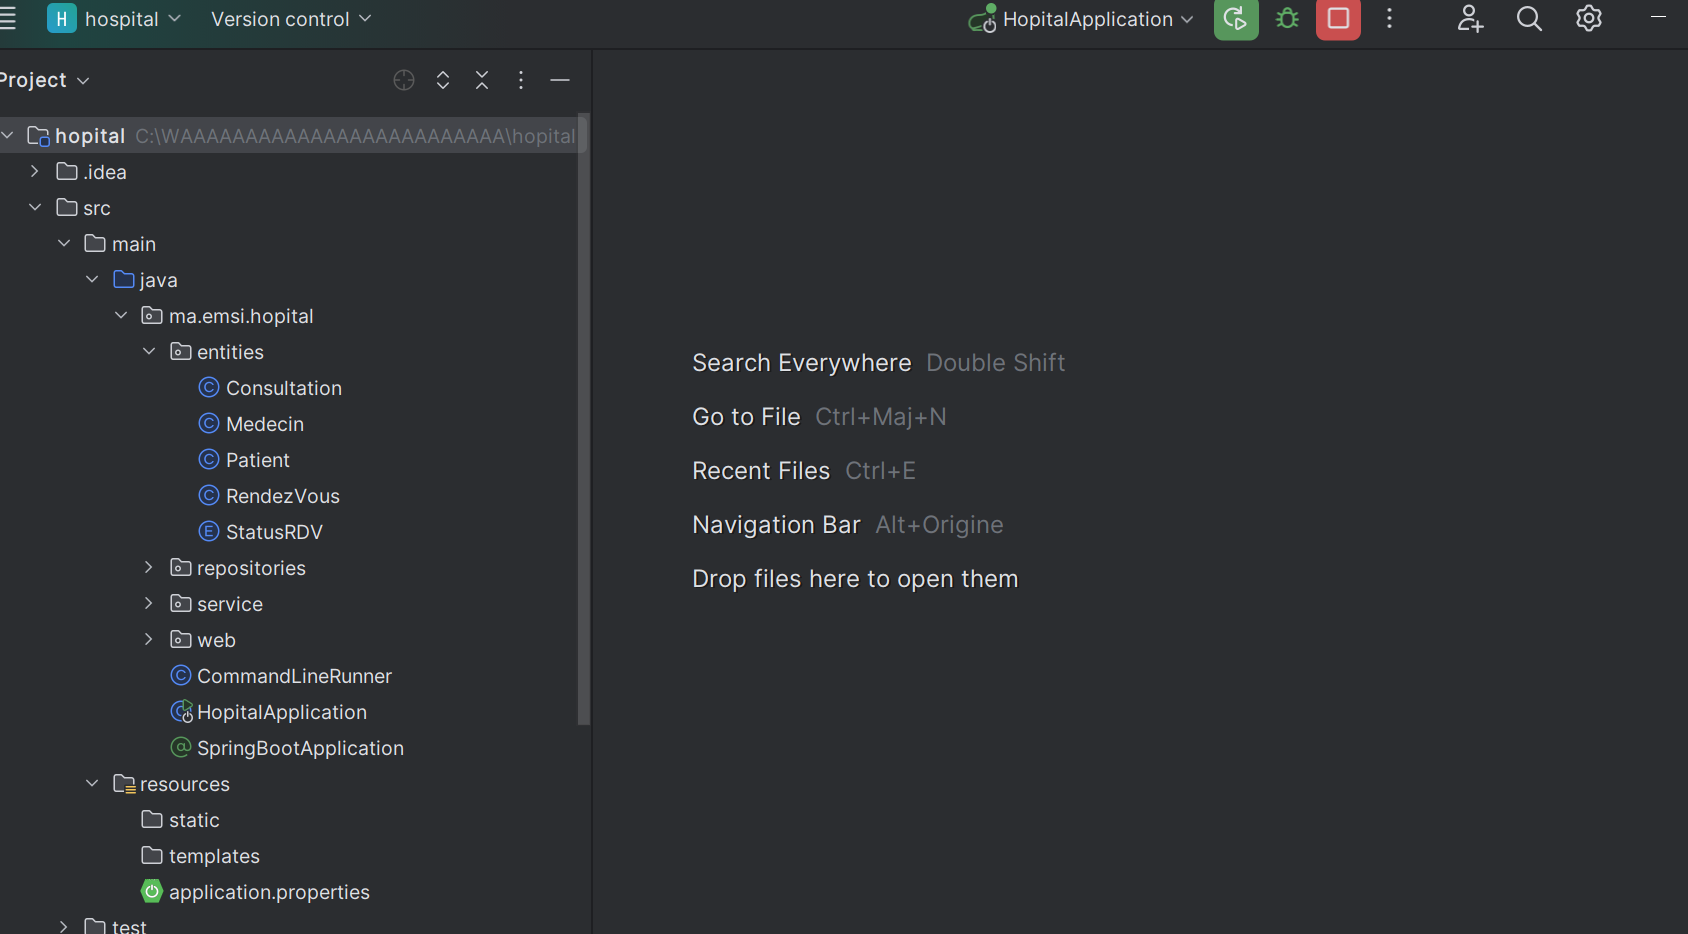 H hospital Version control HopitalApplication
Project
hopital C:\WAAAAAAAAAAAAAAAAAAAAAAAAA\hopital
.idea
src
main
java
ma.emsi.hopital
entities
Consultation
Medecin
Patient
RendezVous
StatusRDV
repositories
service
web
CommandLineRunner
HopitalApplication
SpringBootApplication
resources
static
templates
application.properties
test
Search Everywhere Double Shift
Go to File Ctrl+Maj+N
Recent Files Ctrl+E
Navigation Bar Alt+Origine
Drop files here to open them